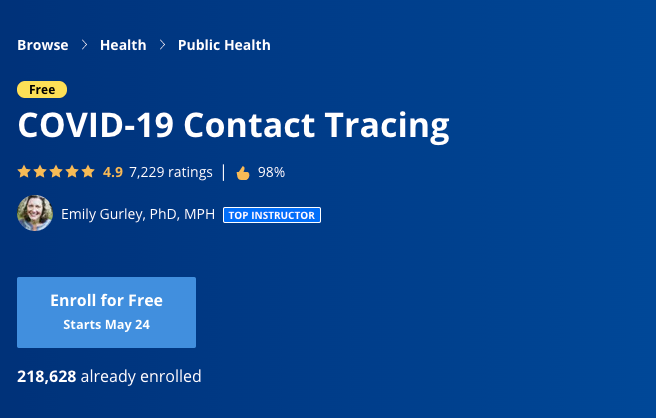 Browse > Health > Public Health
Free
COVID-19 Contact Tracing
4.9 7,229 ratings | 98%
Emily Gurley, PhD, MPH TOP INSTRUCTOR
Enroll for Free
Starts May 24
218,628 already enrolled